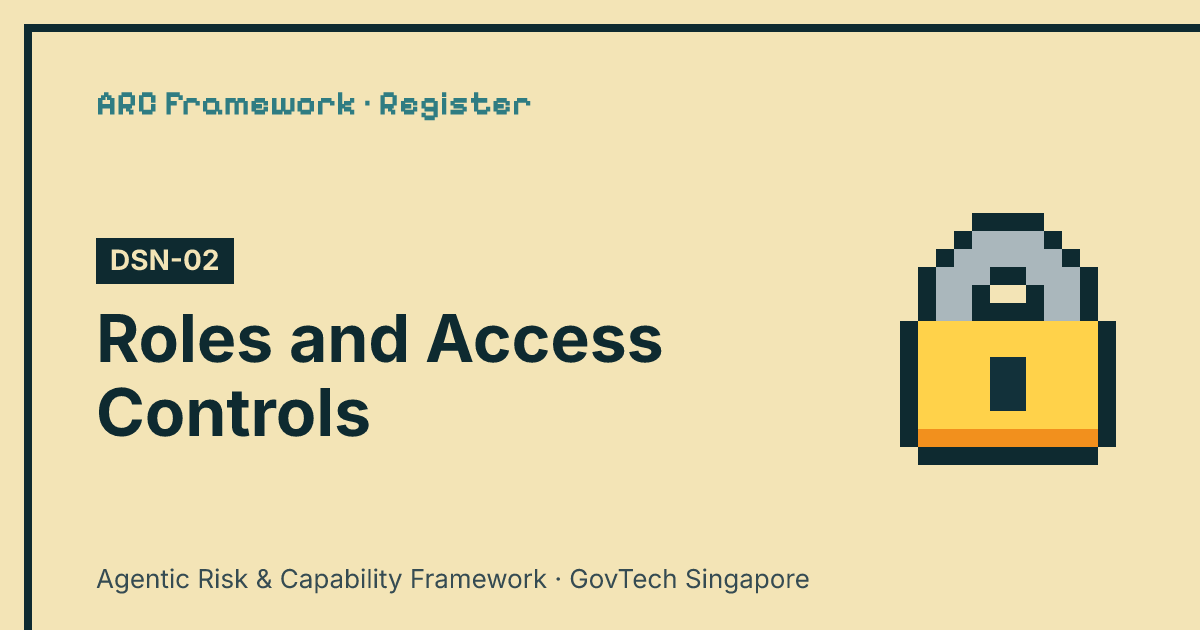 ARC Framework · Register
DSN-02
Roles and Access
Controls
Agentic Risk & Capability Framework · GovTech Singapore